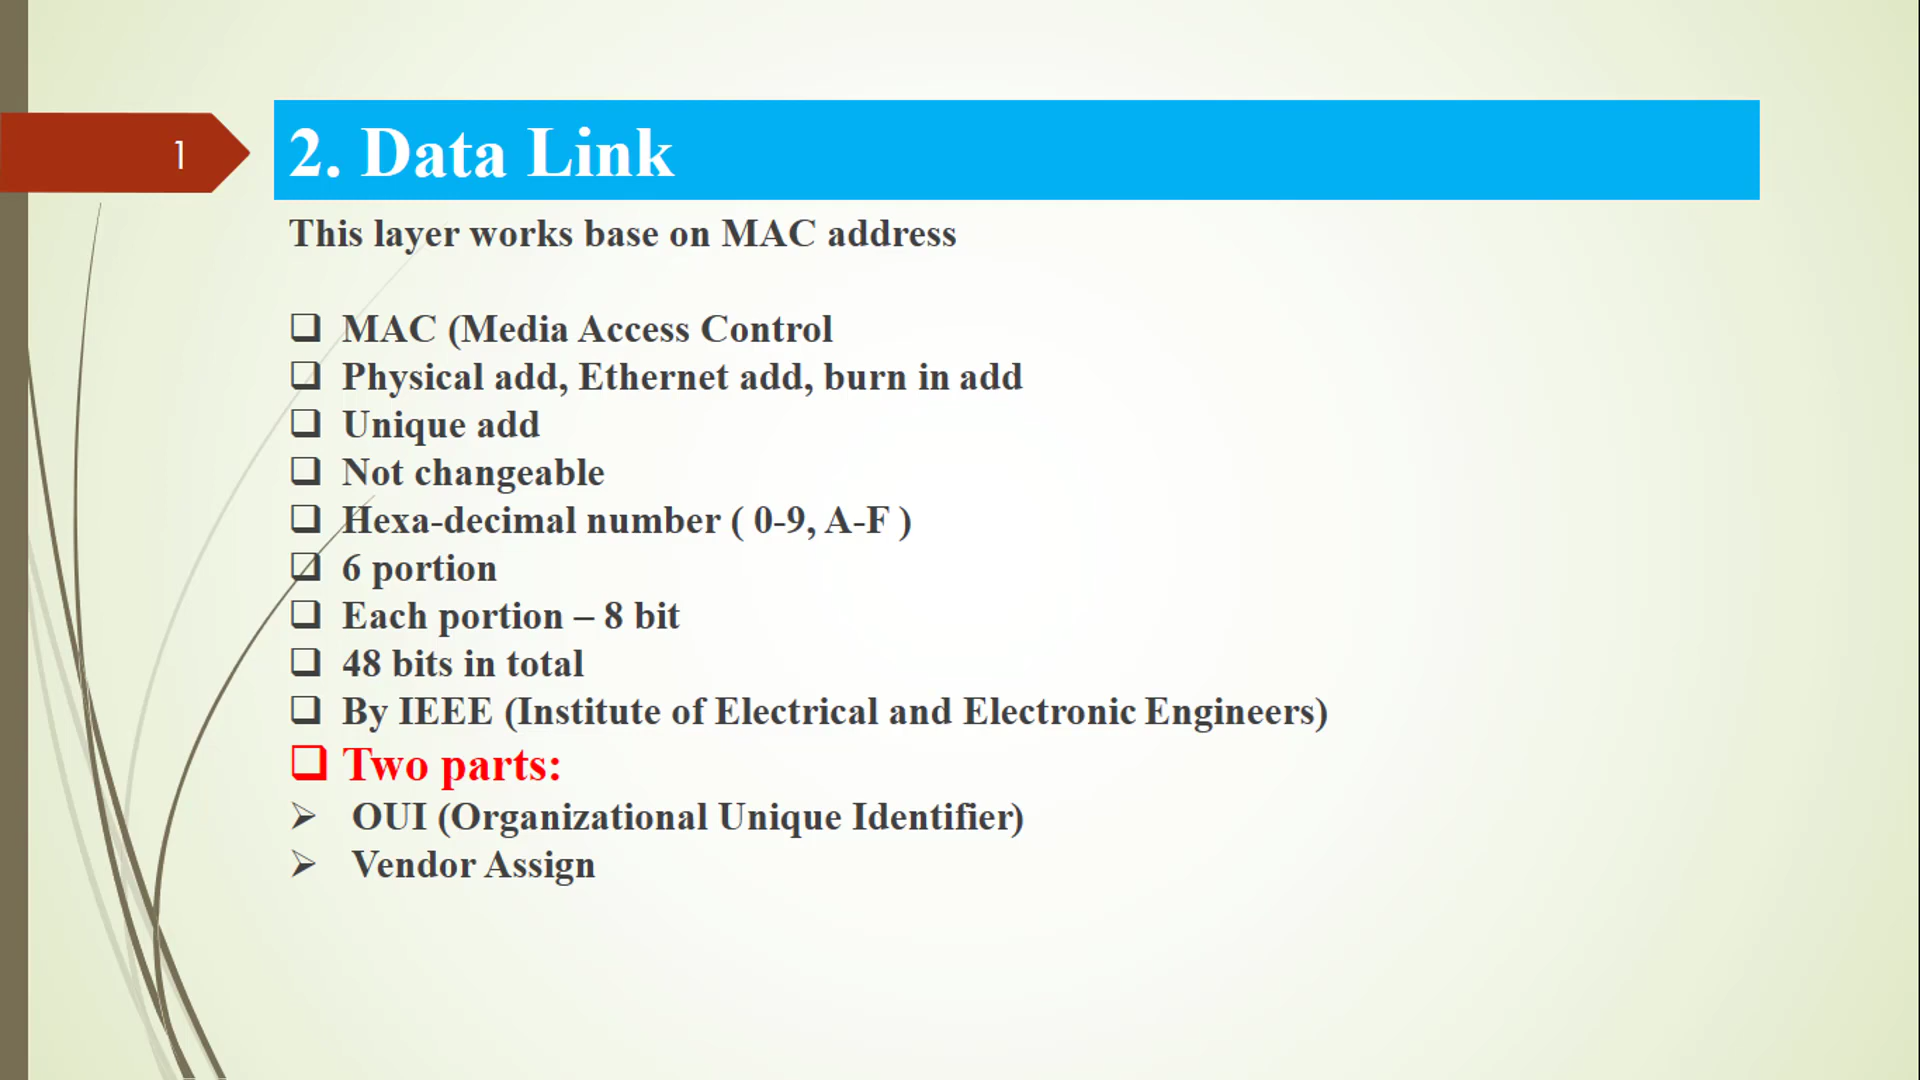 1
2. Data Link
This layer works base on MAC address
❑ MAC (Media Access Control
❑ Physical add, Ethernet add, burn in add
❑ Unique add
❑ Not changeable
❑ Hexa-decimal number ( 0-9, A-F )
❑ 6 portion
❑ Each portion – 8 bit
❑ 48 bits in total
❑ By IEEE (Institute of Electrical and Electronic Engineers)
❑ Two parts:
➢ OUI (Organizational Unique Identifier)
➢ Vendor Assign